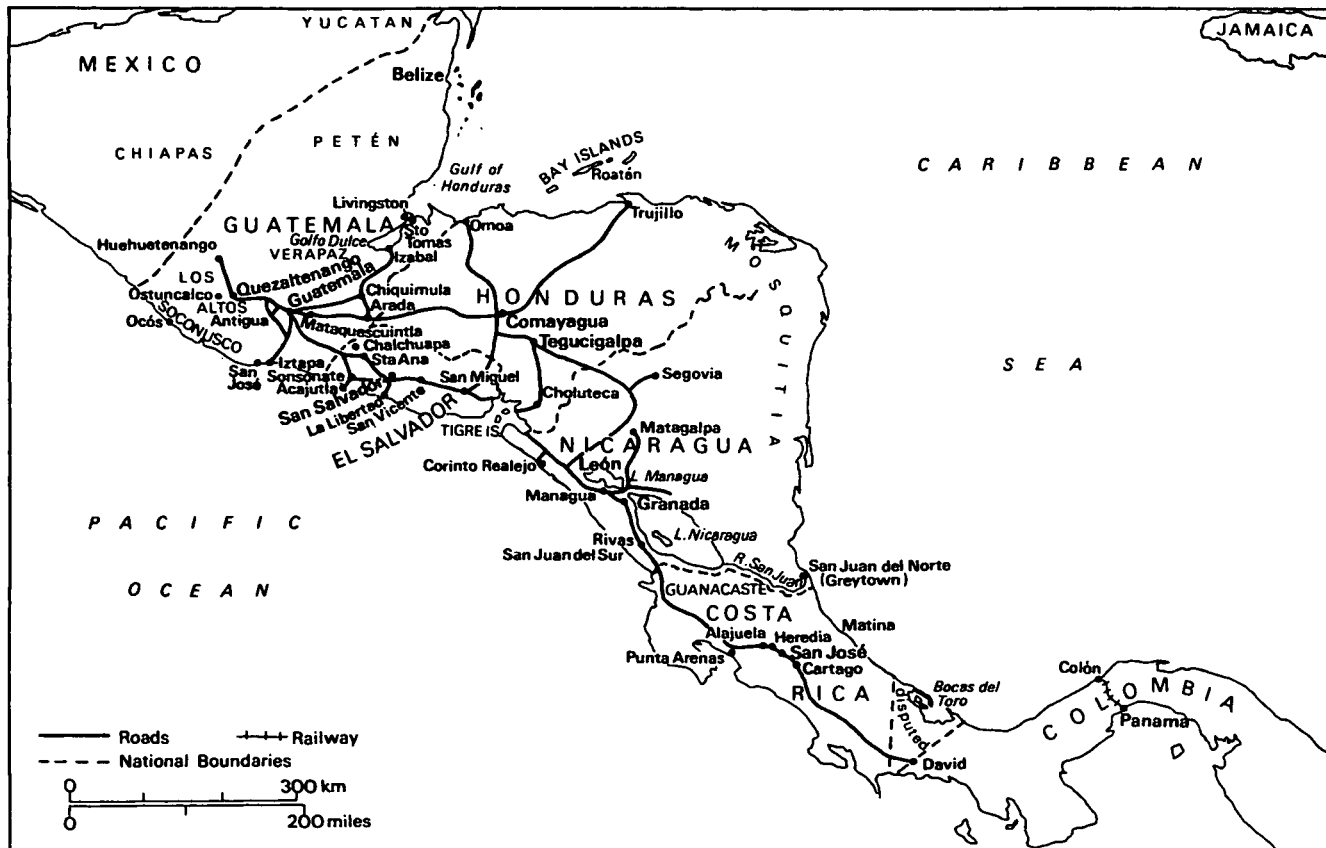 YUCATAN
JAMAICA
MEXICO
Belize
PETÉN
CHIAPAS
CARIBBEAN
BAY ISLANDS
Roatán
Gulf of
Honduras
Livingston
Trujillo
GUATEMALA
Sto
Tomas
Omoa
Golfo Dulce
VERAPAZ
Izabal
Huehuetenango
MOSQUITIA
LOS
ALTOS
Quezaltenango
Guatemala
Ostuncalco
Antigua
Ocós
SOCONUSCO
Chiquimula
Arada
HONDURAS
Comayagua
Mataquascuintla
Chalchuapa
Tegucigalpa
Sta Ana
SEA
San
José
Iztapa
Sonsonate
Acajutla
San Salvador
La Libertad
San Vicente
San Miguel
Segovia
Choluteca
EL SALVADOR
TIGRE IS
Matagalpa
NICARAGUA
León
Corinto Realejo
L. Managua
Managua
Granada
PACIFIC
OCEAN
L. Nicaragua
Rivas
San Juan del Sur
R. San Juan
San Juan del Norte
(Greytown)
GUANACASTE
COSTA
RICA
Matina
Alajuela
Heredia
San José
Cartago
Punta Arenas
Bocas del
Toro
disputed
Colón
COLOMBIA
Panama
David
Roads
Railway
National Boundaries
0 300 km
0 200 miles